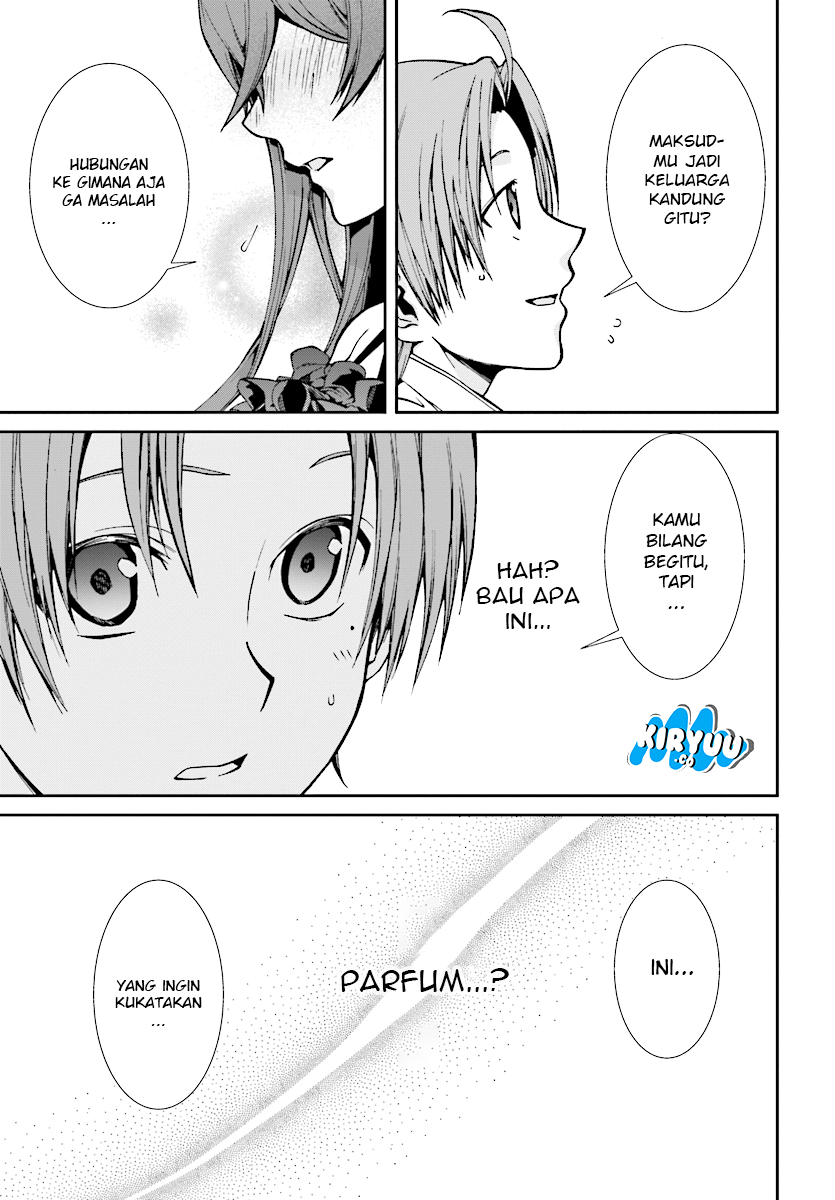 MAKSUD-
MU JADI
KELUARGA
KANDUNG
GITU?
HUBUNGAN
KE GIMANA AJA
GA MASALAH
...
KAMU
BILANG
BEGITU,
TAPI
...
HAH?
BAU APA
INI...
KIRYUU
.CO
INI...
PARFUM...?
YANG INGIN
KUKATAKAN
...